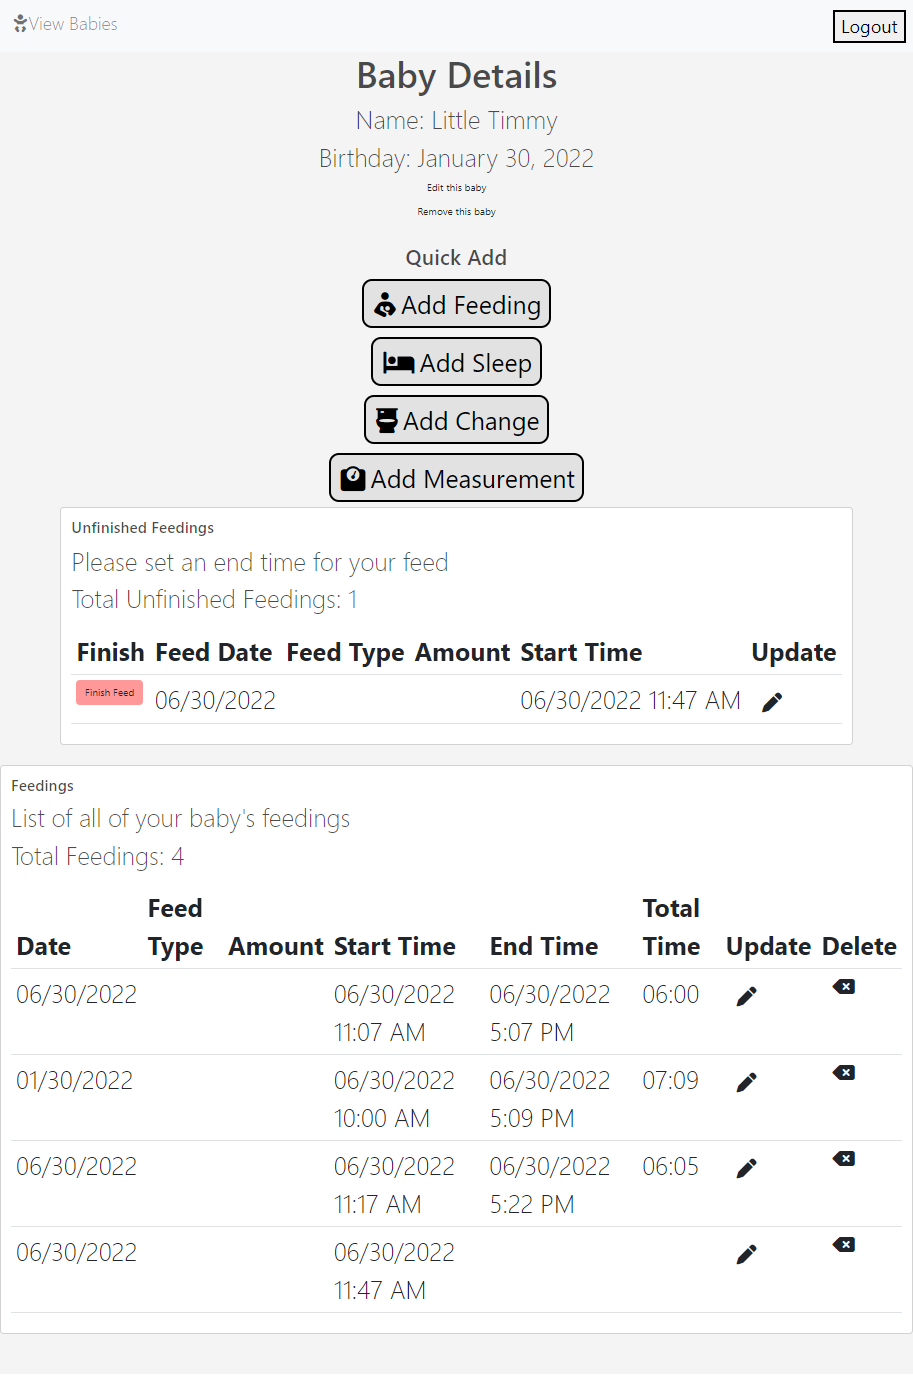 View Babies
Logout
Baby Details
Name: Little Timmy
Birthday: January 30, 2022
Edit this baby
Remove this baby
Quick Add
Add Feeding
Add Sleep
Add Change
Add Measurement
Unfinished Feedings
Please set an end time for your feed
Total Unfinished Feedings: 1
Finish Feed Date Feed Type Amount Start Time Update
Finish Feed 06/30/2022 06/30/2022 11:47 AM
Feedings
List of all of your baby's feedings
Total Feedings: 4
Feed Total
Date Type Amount Start Time End Time Time Update Delete
06/30/2022 06/30/2022 06/30/2022 06:00
11:07 AM 5:07 PM
01/30/2022 06/30/2022 06/30/2022 07:09
10:00 AM 5:09 PM
06/30/2022 06/30/2022 06/30/2022 06:05
11:17 AM 5:22 PM
06/30/2022 06/30/2022
11:47 AM